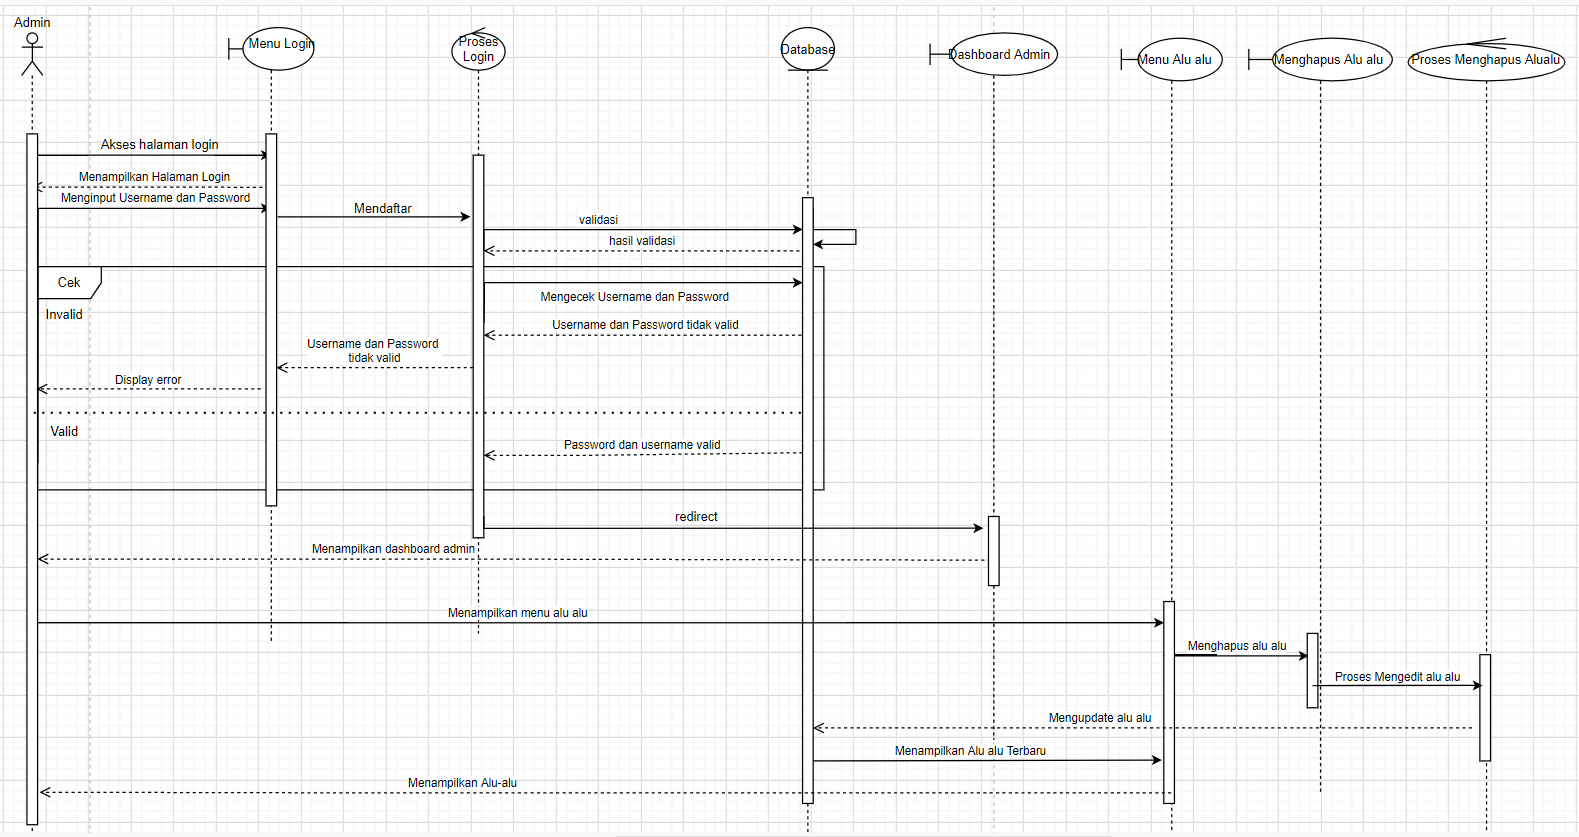 Admin
Menu Login
Proses
Login
Database
Dashboard Admin
Menu Alu alu
Menghapus Alu alu
Proses Menghapus Alualu
Akses halaman login
Menampilkan Halaman Login
Menginput Username dan Password
Mendaftar
validasi
hasil validasi
Cek
Mengecek Username dan Password
Invalid
Username dan Password tidak valid
Username dan Password
tidak valid
Display error
Valid
Password dan username valid
redirect
Menampilkan dashboard admin
Menampilkan menu alu alu
Menghapus alu alu
Proses Mengedit alu alu
Mengupdate alu alu
Menampilkan Alu alu Terbaru
Menampilkan Alu-alu